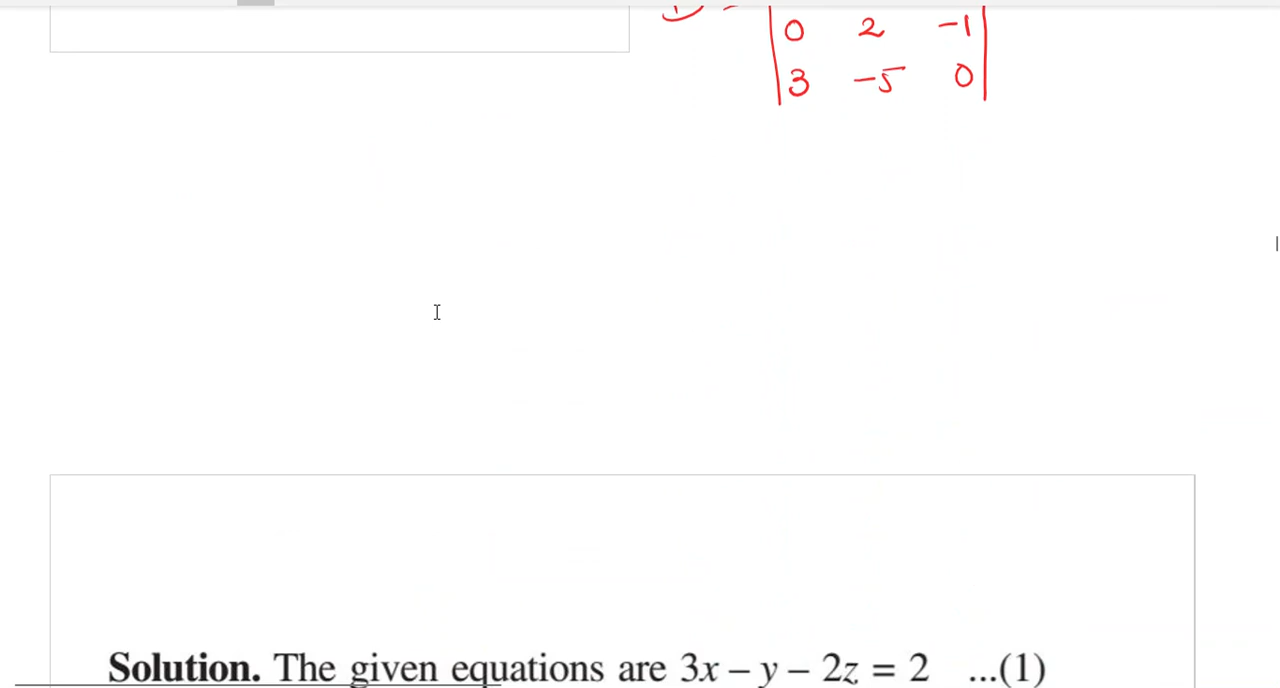 D =
0 2 -1
3 -5 0
Solution. The given equations are 3x – y – 2z = 2 ...(1)